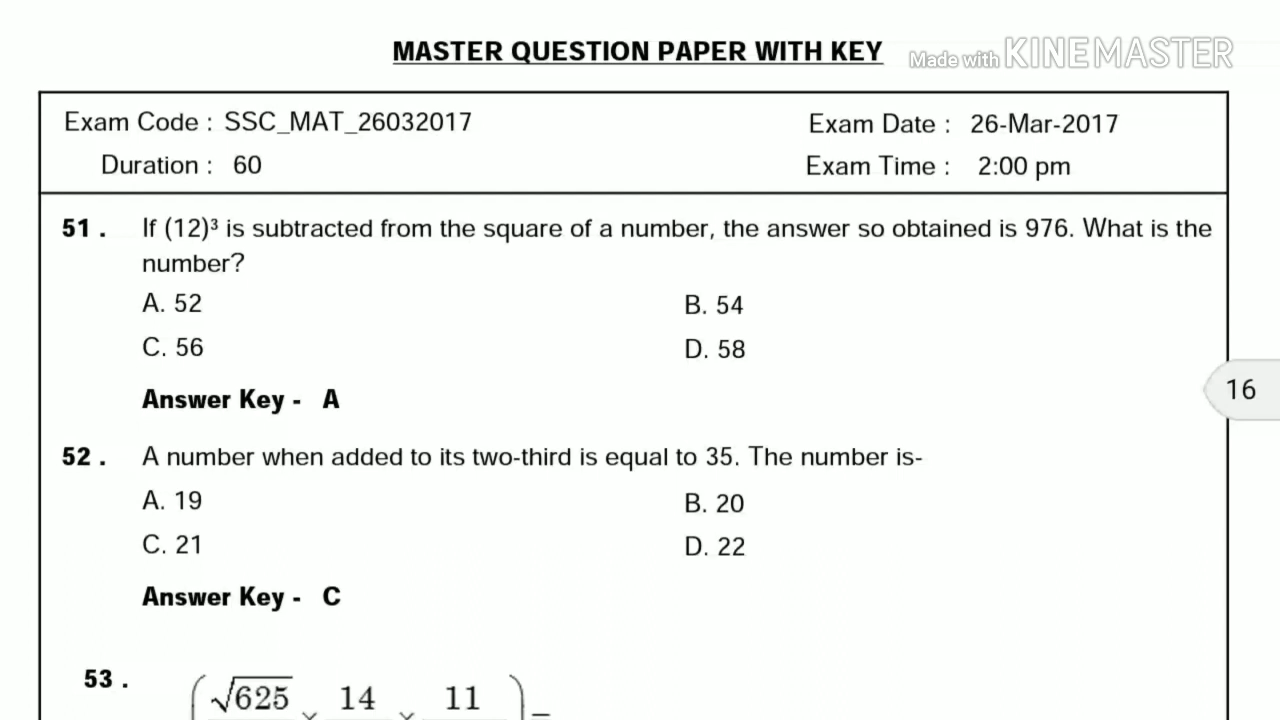 MASTER QUESTION PAPER WITH KEY
Made with KINEMASTER
Exam Code : SSC_MAT_26032017
Exam Date : 26-Mar-2017
Duration : 60
Exam Time : 2:00 pm
51 . If (12)³ is subtracted from the square of a number, the answer so obtained is 976. What is the
number?
A. 52
B. 54
C. 56
D. 58
16
Answer Key - A
52 . A number when added to its two-third is equal to 35. The number is-
A. 19
B. 20
C. 21
D. 22
Answer Key - C
53 . (√625 × 14 × 11) =